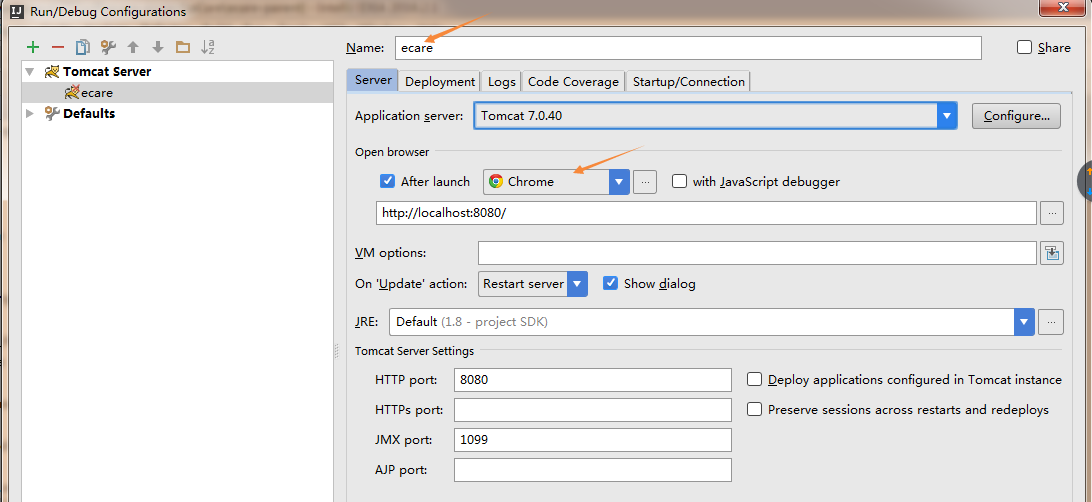 Run/Debug Configurations
Name: ecare Share
Tomcat Server
ecare
Defaults
Server Deployment Logs Code Coverage Startup/Connection
Application server: Tomcat 7.0.40 Configure...
Open browser
After launch Chrome ... with JavaScript debugger
http://localhost:8080/ ...
VM options:
On 'Update' action: Restart server Show dialog
JRE: Default (1.8 - project SDK) ...
Tomcat Server Settings
HTTP port: 8080 Deploy applications configured in Tomcat instance
HTTPs port: Preserve sessions across restarts and redeploys
JMX port: 1099
AJP port: